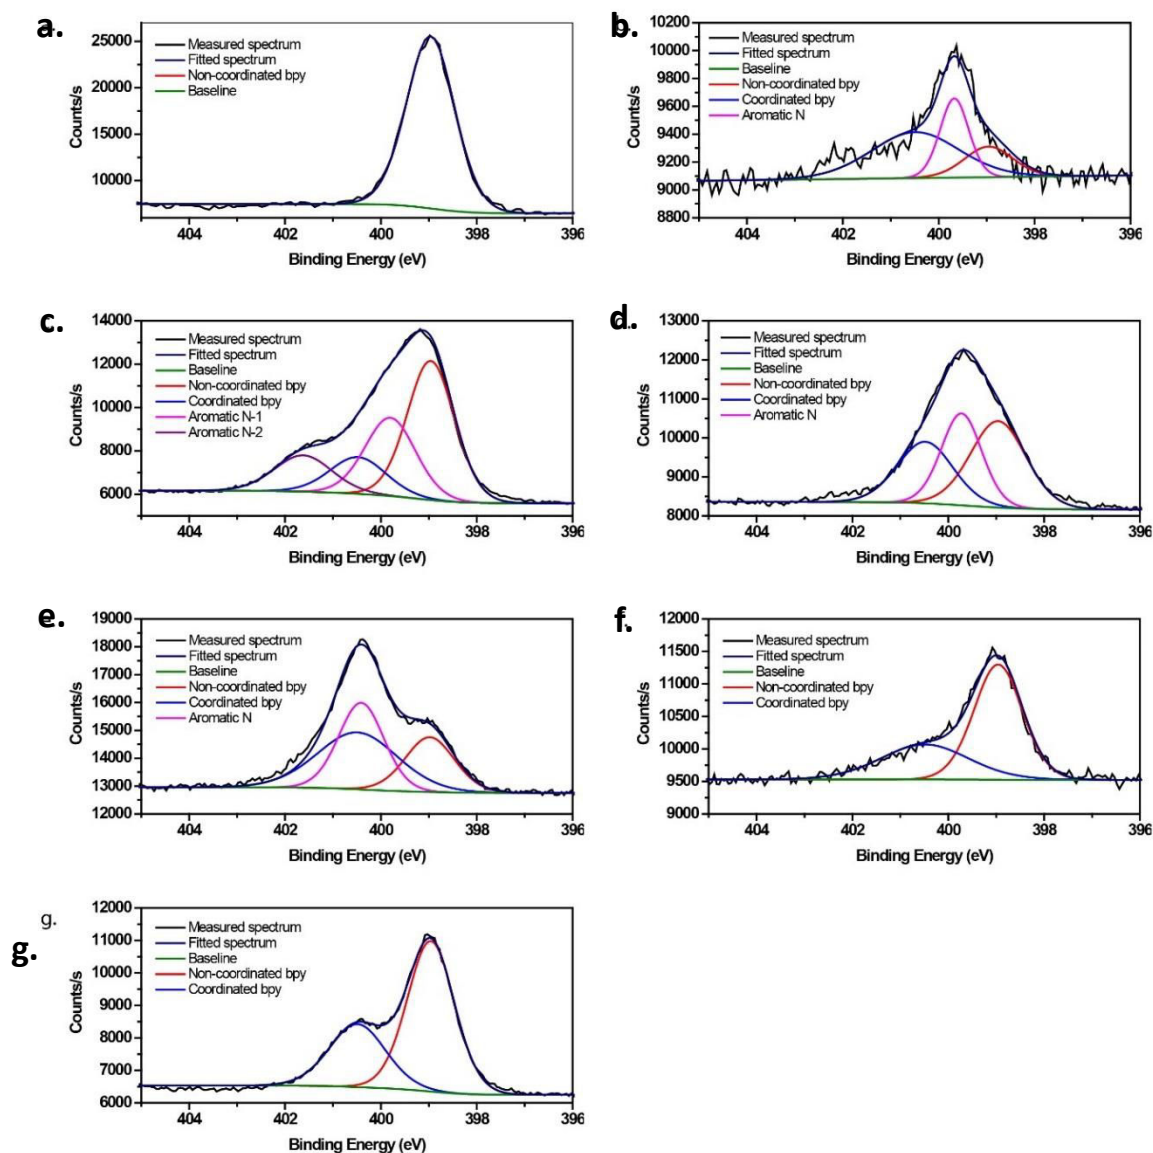 a.
25000
20000
15000
10000
Counts/s
Measured spectrum
Fitted spectrum
Non-coordinated bpy
Baseline
404 402 400 398 396
Binding Energy (eV)
b.
10200
10000
9800
9600
9400
9200
9000
8800
Counts/s
Measured spectrum
Fitted spectrum
Baseline
Non-coordinated bpy
Coordinated bpy
Aromatic N
404 402 400 398 396
Binding Energy (eV)
c.
14000
12000
10000
8000
6000
Counts/s
Measured spectrum
Fitted spectrum
Baseline
Non-coordinated bpy
Coordinated bpy
Aromatic N-1
Aromatic N-2
404 402 400 398 396
Binding Energy (eV)
d.
13000
12000
11000
10000
9000
8000
Counts/s
Measured spectrum
Fitted spectrum
Baseline
Non-coordinated bpy
Coordinated bpy
Aromatic N
404 402 400 398 396
Binding Energy (eV)
e.
19000
18000
17000
16000
15000
14000
13000
12000
Counts/s
Measured spectrum
Fitted spectrum
Baseline
Non-coordinated bpy
Coordinated bpy
Aromatic N
404 402 400 398 396
Binding Energy (eV)
f.
12000
11500
11000
10500
10000
9500
9000
Counts/s
Measured spectrum
Fitted spectrum
Baseline
Non-coordinated bpy
Coordinated bpy
404 402 400 398 396
Binding Energy (eV)
g.
g.
12000
11000
10000
9000
8000
7000
6000
Counts/s
Measured spectrum
Fitted spectrum
Baseline
Non-coordinated bpy
Coordinated bpy
404 402 400 398 396
Binding Energy (eV)